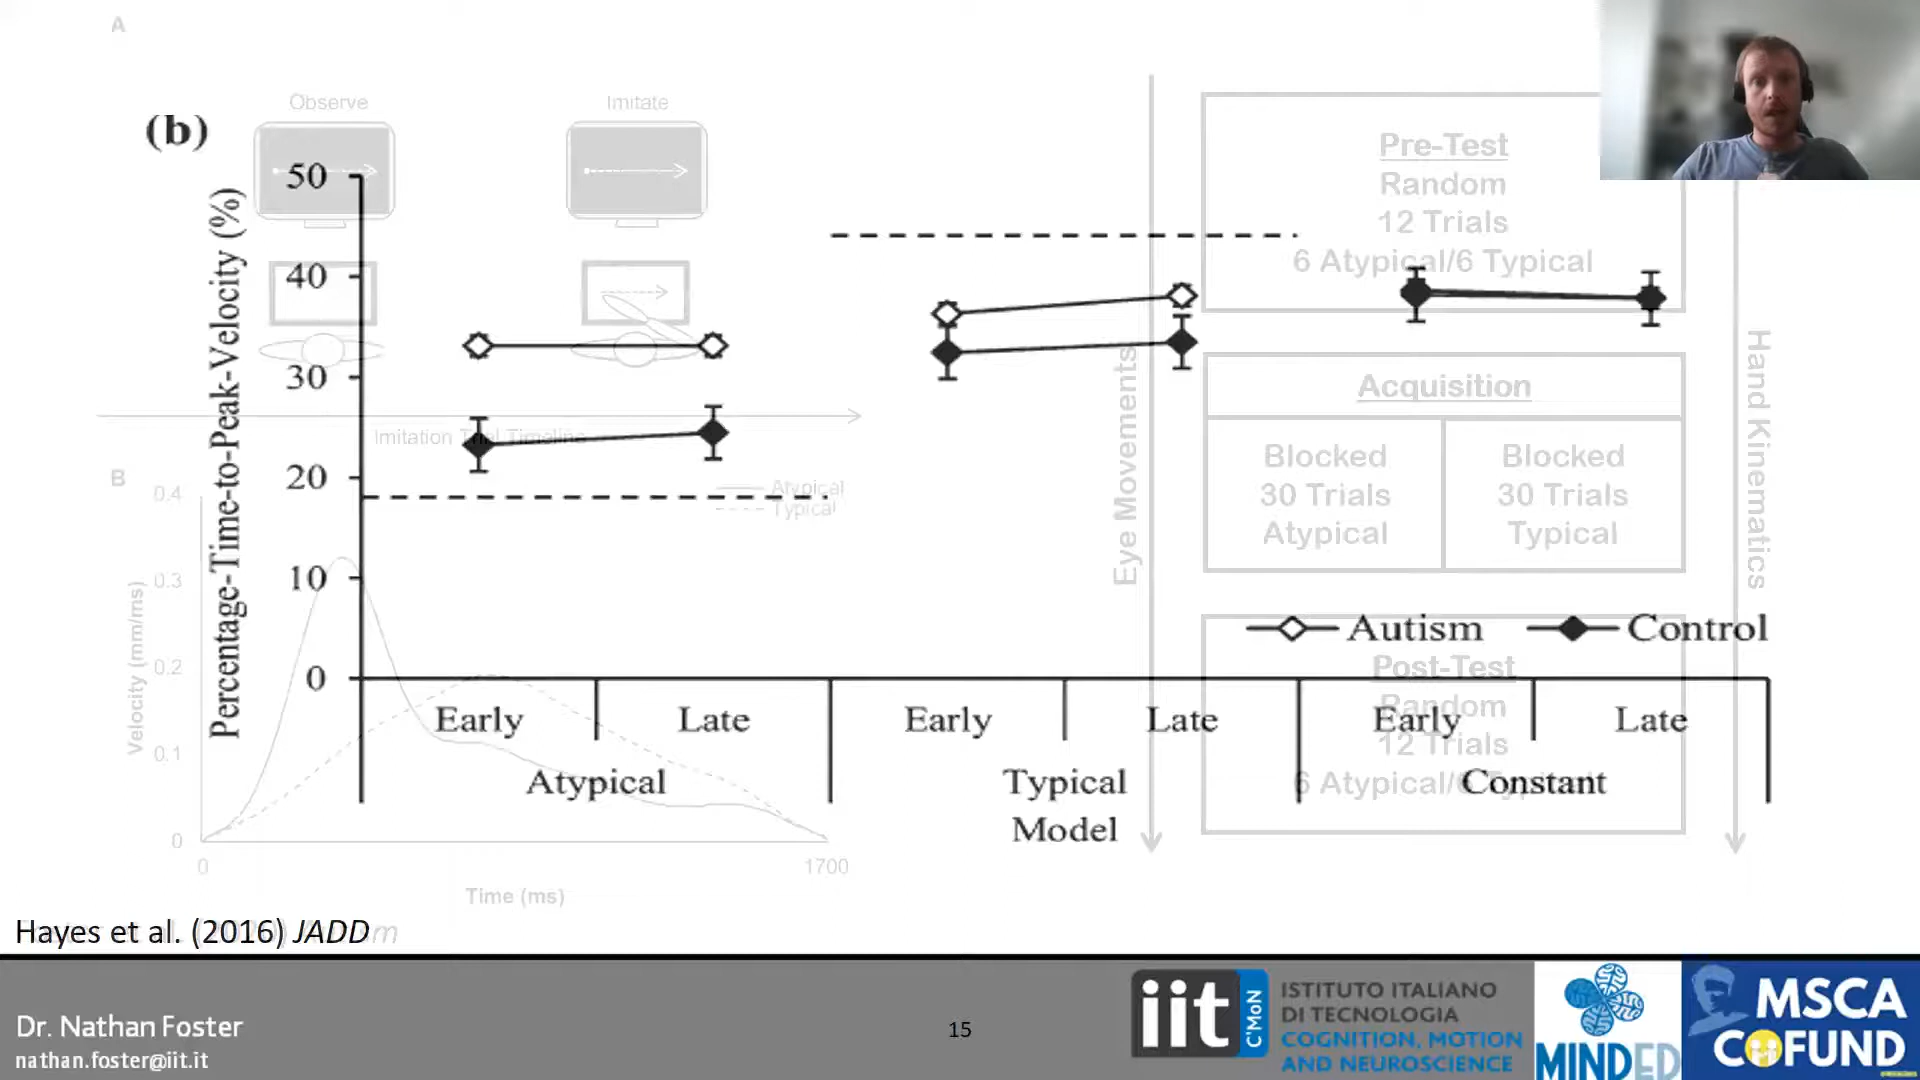 A
Observe
Imitate
(b)
Percentage-Time-to-Peak-Velocity (%)
50
40
30
20
10
0
Imitation Trial Timeline
B
Atypical
Typical
Velocity (mm/ms)
0.4
0.3
0.2
0.1
0
0
1700
Time (ms)
Early
Late
Early
Late
Early
Late
Atypical
Typical
Constant
Model
Autism
Control
Eye Movements
Hand Kinematics
Pre-Test
Random
12 Trials
6 Atypical/6 Typical
Acquisition
Blocked
30 Trials
Atypical
Blocked
30 Trials
Typical
Post-Test
Random
12 Trials
6 Atypical/6
Hayes et al. (2016) JADD
Dr. Nathan Foster
nathan.foster@iit.it
15
iit
C'MoN
ISTITUTO ITALIANO
DI TECNOLOGIA
COGNITION, MOTION
AND NEUROSCIENCE
MINDED
MSCA
COFUND